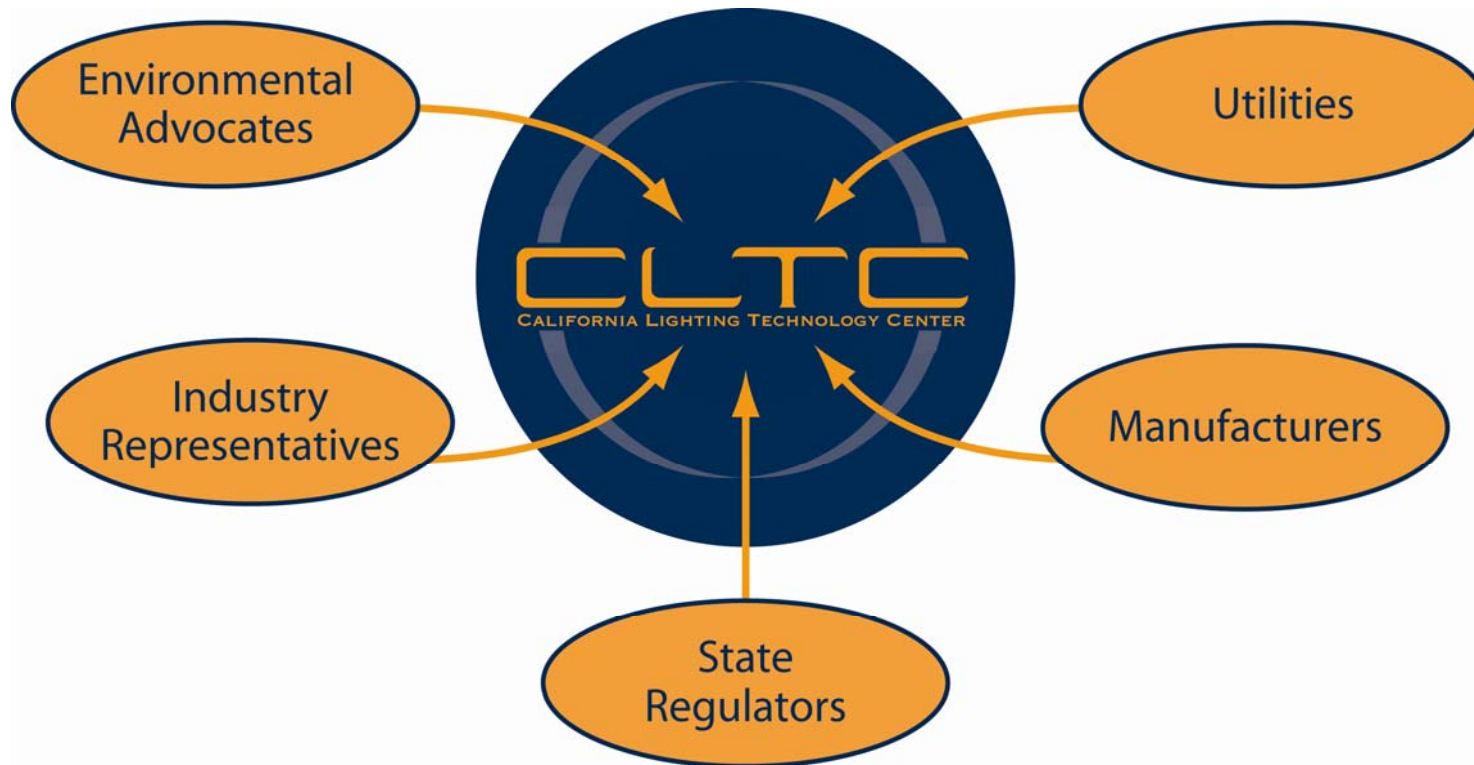 Environmental
Advocates
Utilities
CLTC
CALIFORNIA LIGHTING TECHNOLOGY CENTER
Industry
Representatives
Manufacturers
State
Regulators